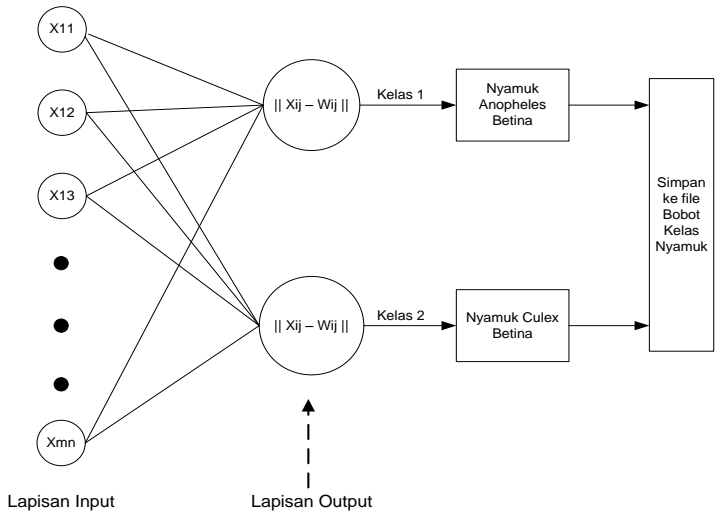 X11
X12
X13
Xmn
|| Xij – Wij ||
|| Xij – Wij ||
Kelas 1
Kelas 2
Nyamuk
Anopheles
Betina
Nyamuk Culex
Betina
Simpan
ke file
Bobot
Kelas
Nyamuk
Lapisan Input
Lapisan Output